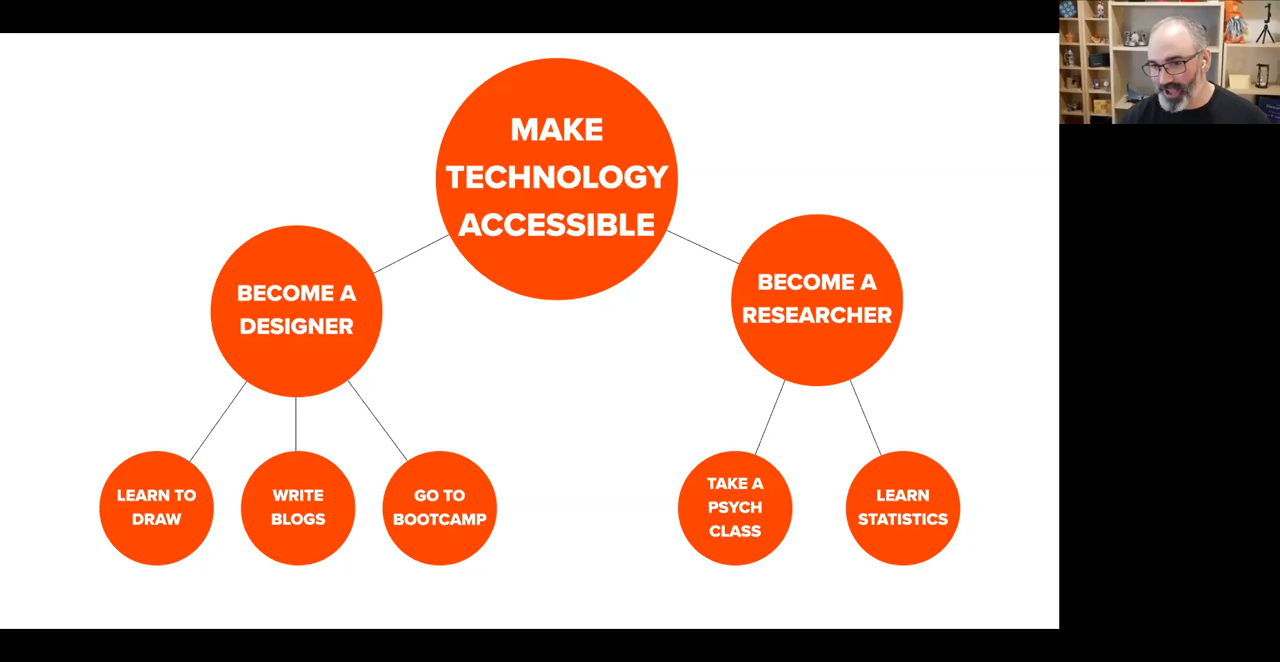 MAKE
TECHNOLOGY
ACCESSIBLE
BECOME A
DESIGNER
BECOME A
RESEARCHER
LEARN TO
DRAW
WRITE
BLOGS
GO TO
BOOTCAMP
TAKE A
PSYCH
CLASS
LEARN
STATISTICS